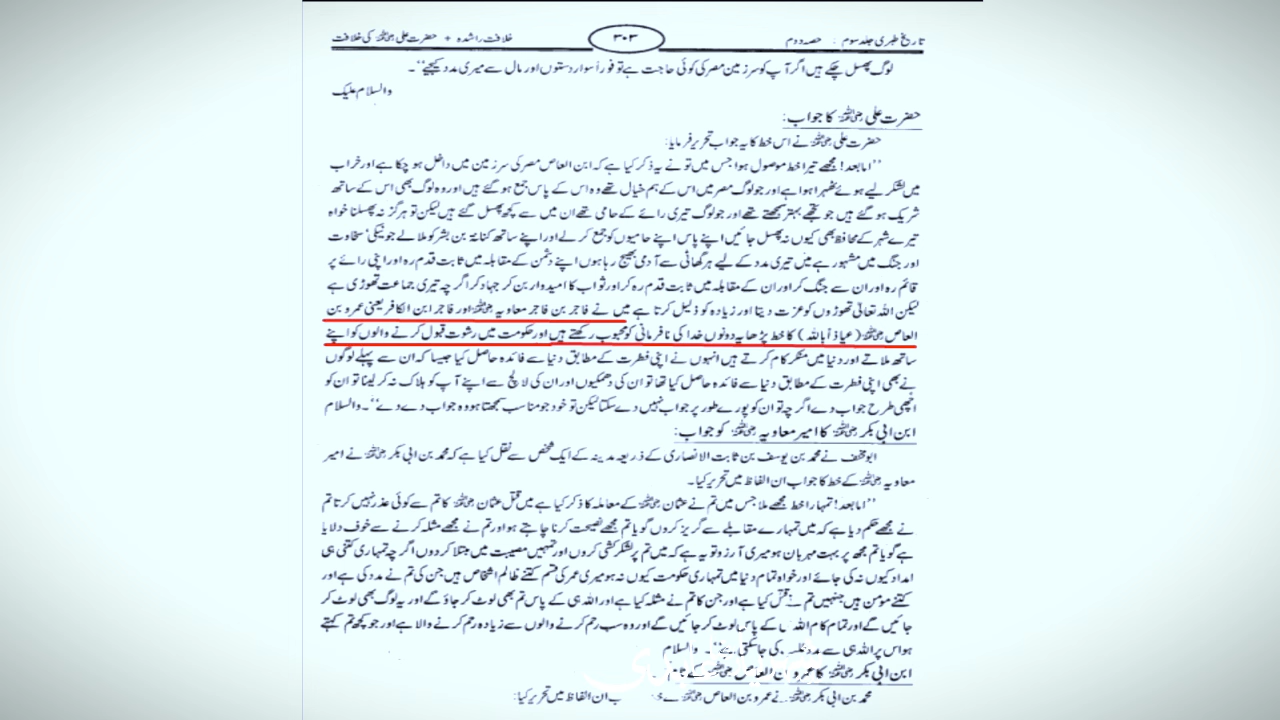 تاریخ طبری جلد سوم : حصہ دوم ۳۰۳ خلافت راشدہ + حضرت علی رضی اللہ عنہ کی خلافت
لوگ پھسل چکے ہیں اگر آپ کو سرزمین مصر کی کوئی حاجت ہے تو فوراً سوار دستوں اور مال سے میری مدد کیجیے"۔
والسلام علیک
حضرت علی رضی اللہ عنہ کا جواب:
حضرت علی رضی اللہ عنہ نے اس خط کا یہ جواب تحریر فرمایا:
"امابعد! مجھے تیرا خط موصول ہوا جس میں تو نے یہ ذکر کیا ہے کہ ابن العاص مصر کی سرزمین میں داخل ہو چکا ہے اور خراب
میں لشکر لیے ہوئے ٹھہرا ہوا ہے اور جو لوگ مصر میں اس کے ہم خیال تھے وہ اس کے پاس جمع ہو گئے ہیں اور وہ لوگ بھی اس کے ساتھ
شریک ہو گئے ہیں جو تجھے بہتر سمجھتے تھے اور جو لوگ تیری رائے کے حامی تھے ان میں سے کچھ پھسل گئے ہیں لیکن تو ہرگز نہ پھسلنا خواہ
تیرے شہر کے محافظ بھی کیوں نہ پھسل جائیں اپنے پاس اپنے حامیوں کو جمع کر لے اور اپنے ساتھ کنانۃ بن بشر کو ملا لے جو نیکی' سخاوت
اور جنگ میں مشہور ہے میں تیری مدد کے لیے ہر گھاٹی سے آدمی بھیج رہا ہوں اپنے دشمن کے مقابلہ میں ثابت قدم رہ اور اپنی رائے پر
قائم رہ اور ان سے جنگ کر اور ان کے مقابلہ میں ثابت قدم رہ کر اور ثواب کا امیدوار بن کر جہاد کر اگر چہ تیری جماعت تھوڑی ہے
لیکن اللہ تعالیٰ تھوڑوں کو عزت دیتا اور زیادہ کو ذلیل کرتا ہے میں نے فاجر بن فاجر معاویہ رضی اللہ عنہ اور فاجر ابن الکافر یعنی عمرو بن
العاص رضی اللہ عنہ (عیاذ أباللہ) کا خط پڑھا یہ دونوں خدا کی نافرمانی کو محبوب رکھتے ہیں اور حکومت میں رشوت قبول کرنے والوں کو اپنے
ساتھ ملاتے اور دنیا میں منکر کام کرتے ہیں انہوں نے اپنی فطرت کے مطابق دنیا سے فائدہ حاصل کیا جیسا کہ ان سے پہلے لوگوں
نے بھی اپنی فطرت کے مطابق دنیا سے فائدہ حاصل کیا تھا تو ان کی دھمکیوں اور ان کی لالچ سے اپنے آپ کو ہلاک نہ کر لینا تو ان کو
اچھی طرح جواب دے اگر چہ تو ان کو پورے طور پر جواب نہیں دے سکتا لیکن تو خود جو مناسب سمجھتا ہو وہ جواب دے دے"۔ والسلام
ابن ابی بکر رضی اللہ عنہ کا امیر معاویہ رضی اللہ عنہ کو جواب:
ابومخنف نے محمد بن یوسف بن ثابت الانصاری کے ذریعہ مدینہ کے ایک شخص سے نقل کیا ہے کہ محمد بن ابی بکر رضی اللہ عنہ نے امیر
معاویہ رضی اللہ عنہ کے خط کا جواب ان الفاظ میں تحریر کیا۔
"امابعد! تمہارا خط مجھے ملا جس میں تم نے عثمان رضی اللہ عنہ کے معاملہ کا ذکر کیا ہے میں قتل عثمان رضی اللہ عنہ کا تم سے کوئی عذر نہیں کرتا تم
نے مجھے حکم دیا ہے کہ میں تمہارے مقابلے سے گریز کروں گویا تم مجھے نصیحت کرنا چاہتے ہو اور تم نے مجھے مثلہ کرنے سے خوف دلایا
ہے گویا تم مجھ پر بہت مہربان ہو میری آرزو تو یہ ہے کہ میں تم پر لشکر کشی کروں اور تمہیں مصیبت میں مبتلا کر دوں اگر چہ تمہاری کتنی ہی
امداد کیوں نہ کی جائے اور خواہ تمام دنیا میں تمہاری حکومت کیوں نہ ہو میری عمر کی قسم کتنے ظالم اشخاص ہیں جن کی تم نے مدد کی ہے اور
کتنے مومن ہیں جنہیں تم نے قتل کیا ہے اور جن کا تم نے مثلہ کیا ہے اور اللہ ہی کے پاس تم بھی لوٹ کر جاؤ گے اور یہ لوگ بھی لوٹ کر
جائیں گے اور تمام کام اللہ کے پاس لوٹ کر جائیں گے اور وہ سب رحم کرنے والوں سے زیادہ رحم کرنے والا ہے اور جو کچھ تم کہتے
ہو اس پر اللہ ہی سے مدد کی جا سکتی والسلام
ابن ابی بکر رضی اللہ عنہ کا عمرو بن العاص رضی اللہ عنہ
محمد بن ابی بکر رضی اللہ عنہ نے عمرو بن العاص رضی اللہ عنہ کے ان الفاظ میں تحریر کیا: